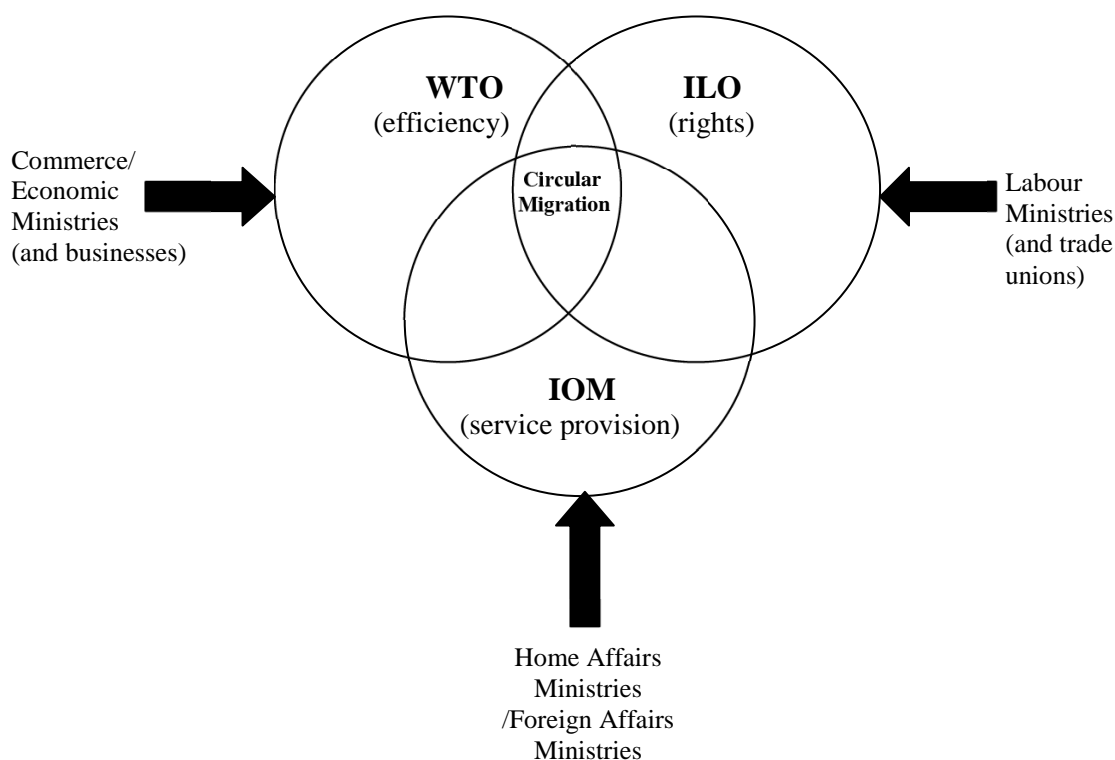 WTO
(efficiency)
ILO
(rights)
Commerce/
Economic
Ministries
(and businesses)
Circular
Migration
Labour
Ministries
(and trade
unions)
IOM
(service provision)
Home Affairs
Ministries
/Foreign Affairs
Ministries